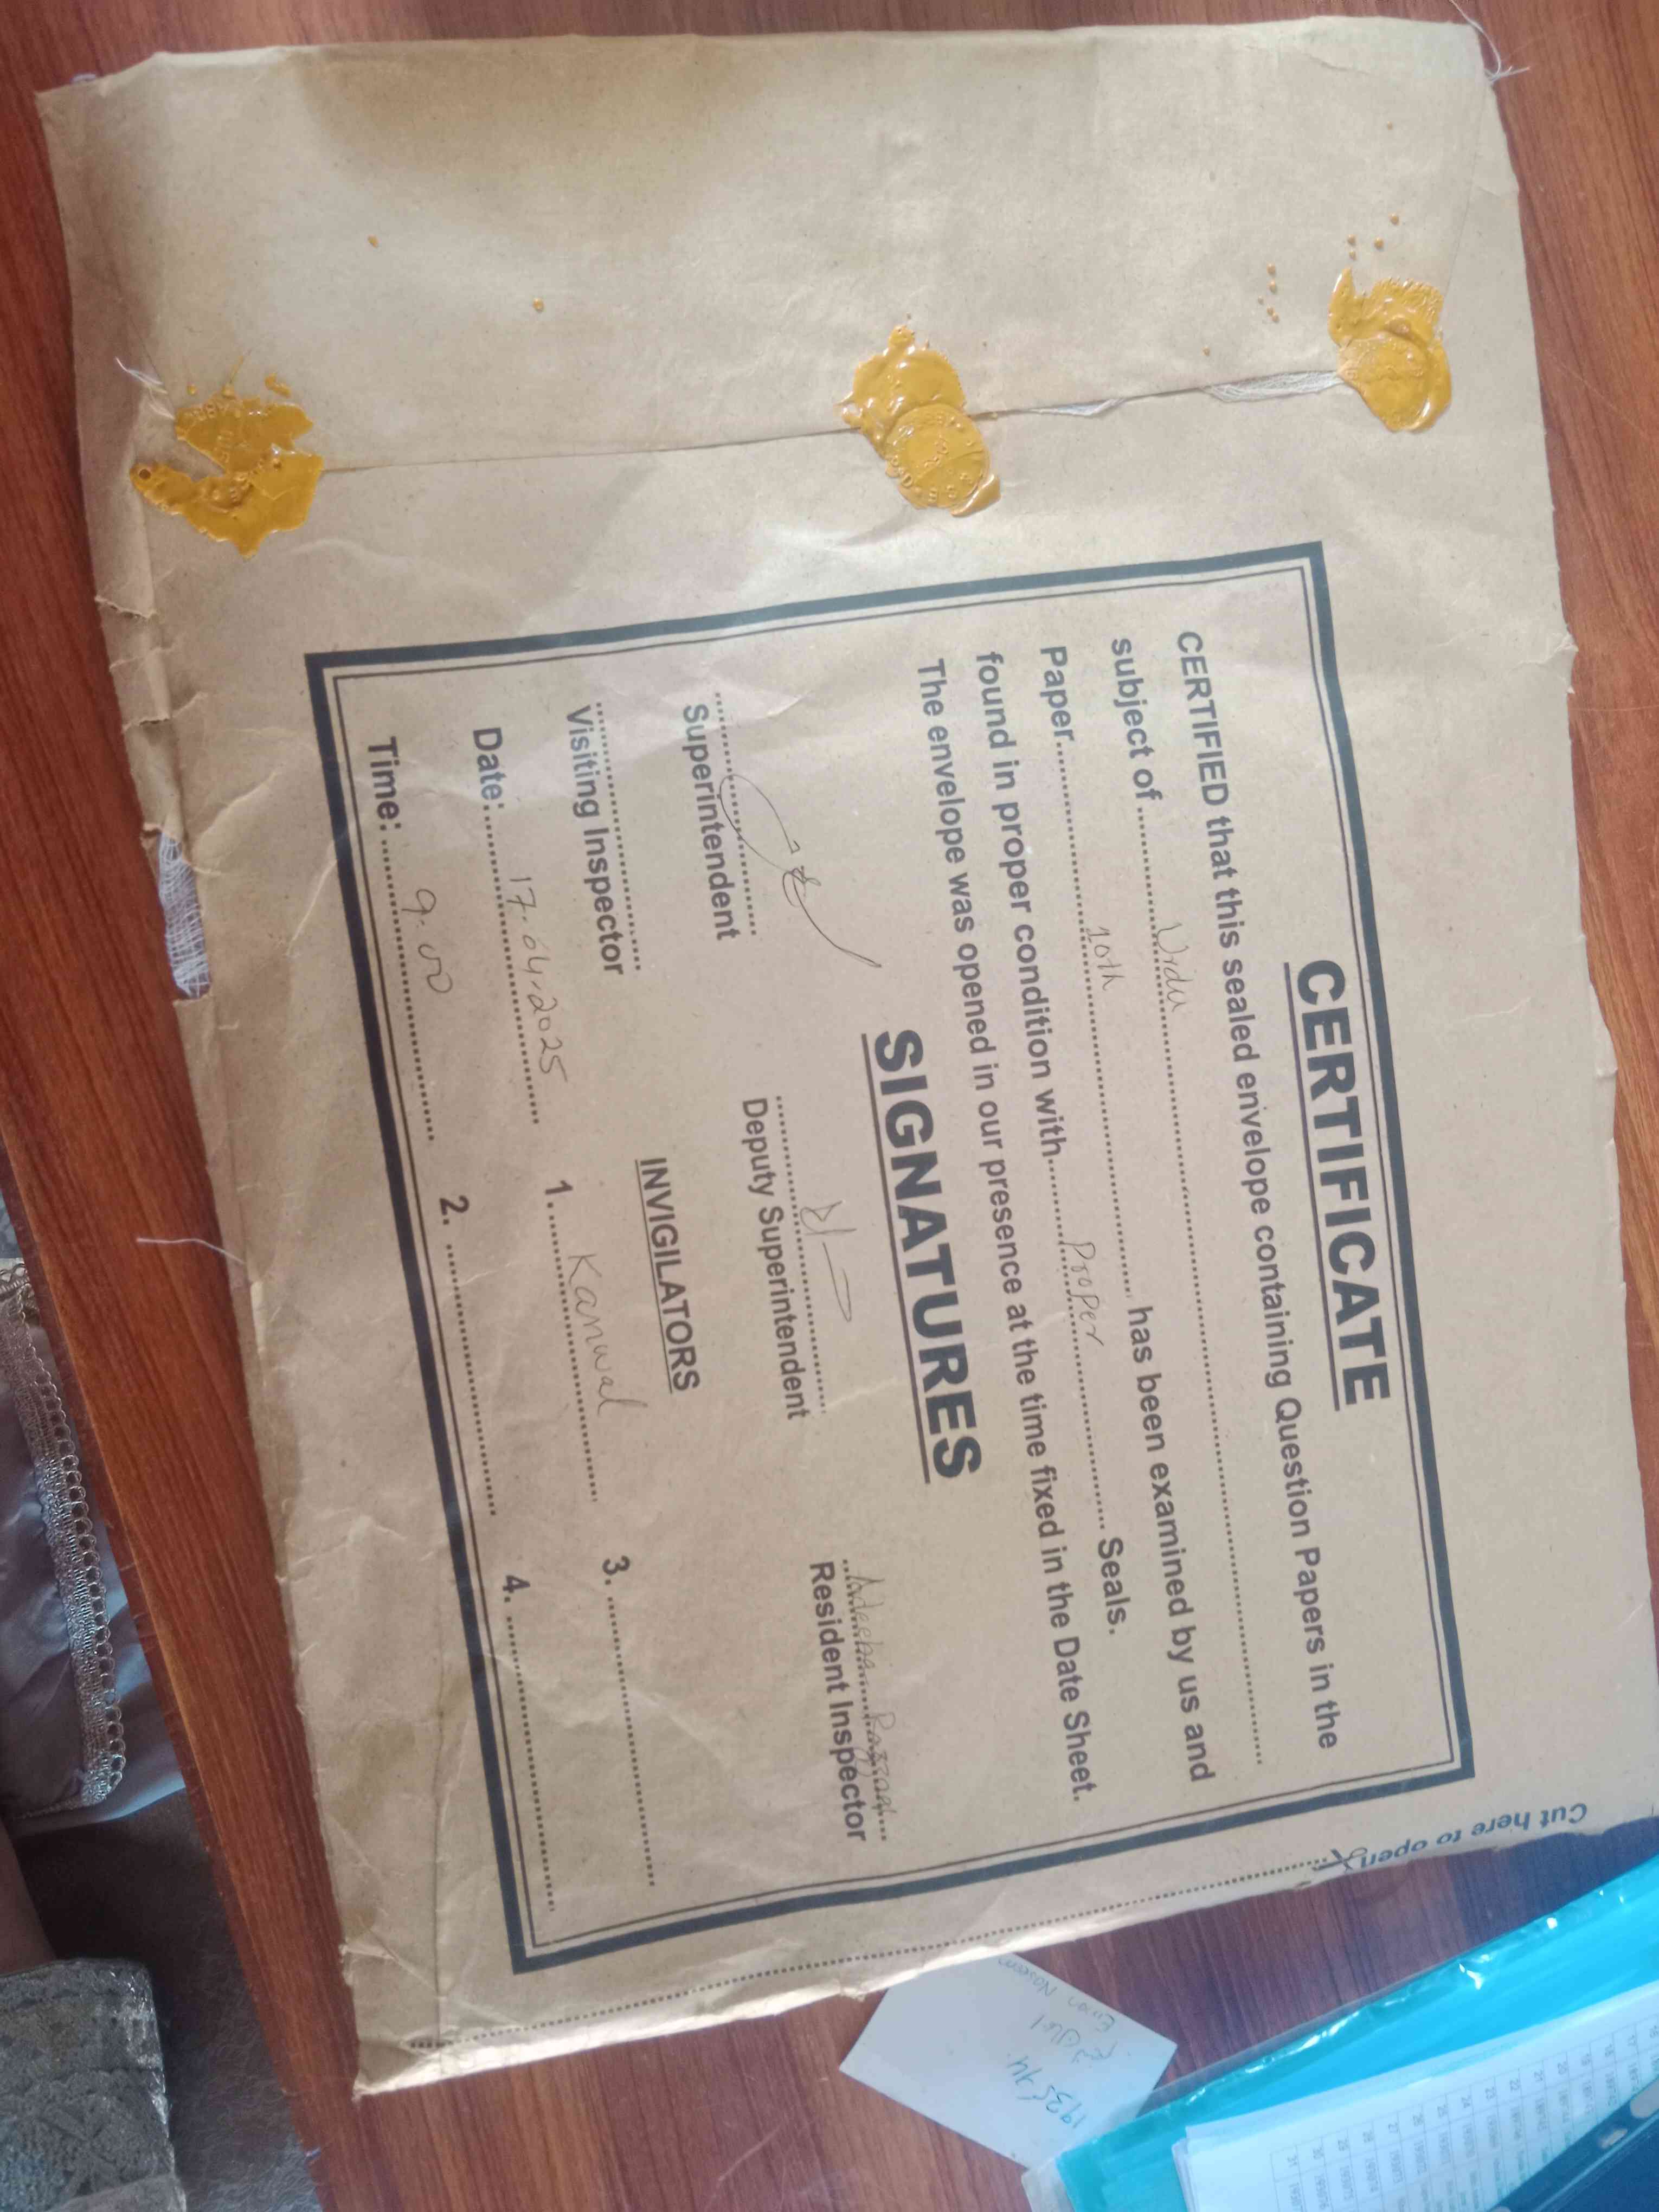 CERTIFICATE
CERTIFIED that this sealed envelope containing Question Papers in the
subject of ........ Urdu ........
Paper........ 10th ........ has been examined by us and
found in proper condition with........ Proper ........ Seals.
The envelope was opened in our presence at the time fixed in the Date Sheet.
SIGNATURES
Superintendent
Deputy Superintendent
Razzaq
Resident Inspector
Visiting Inspector
INVIGILATORS
Date: 17.04.2025
1. Kanwal
3.
Time: 9.00
2.
4.
Cut here to open
Eman Naseem